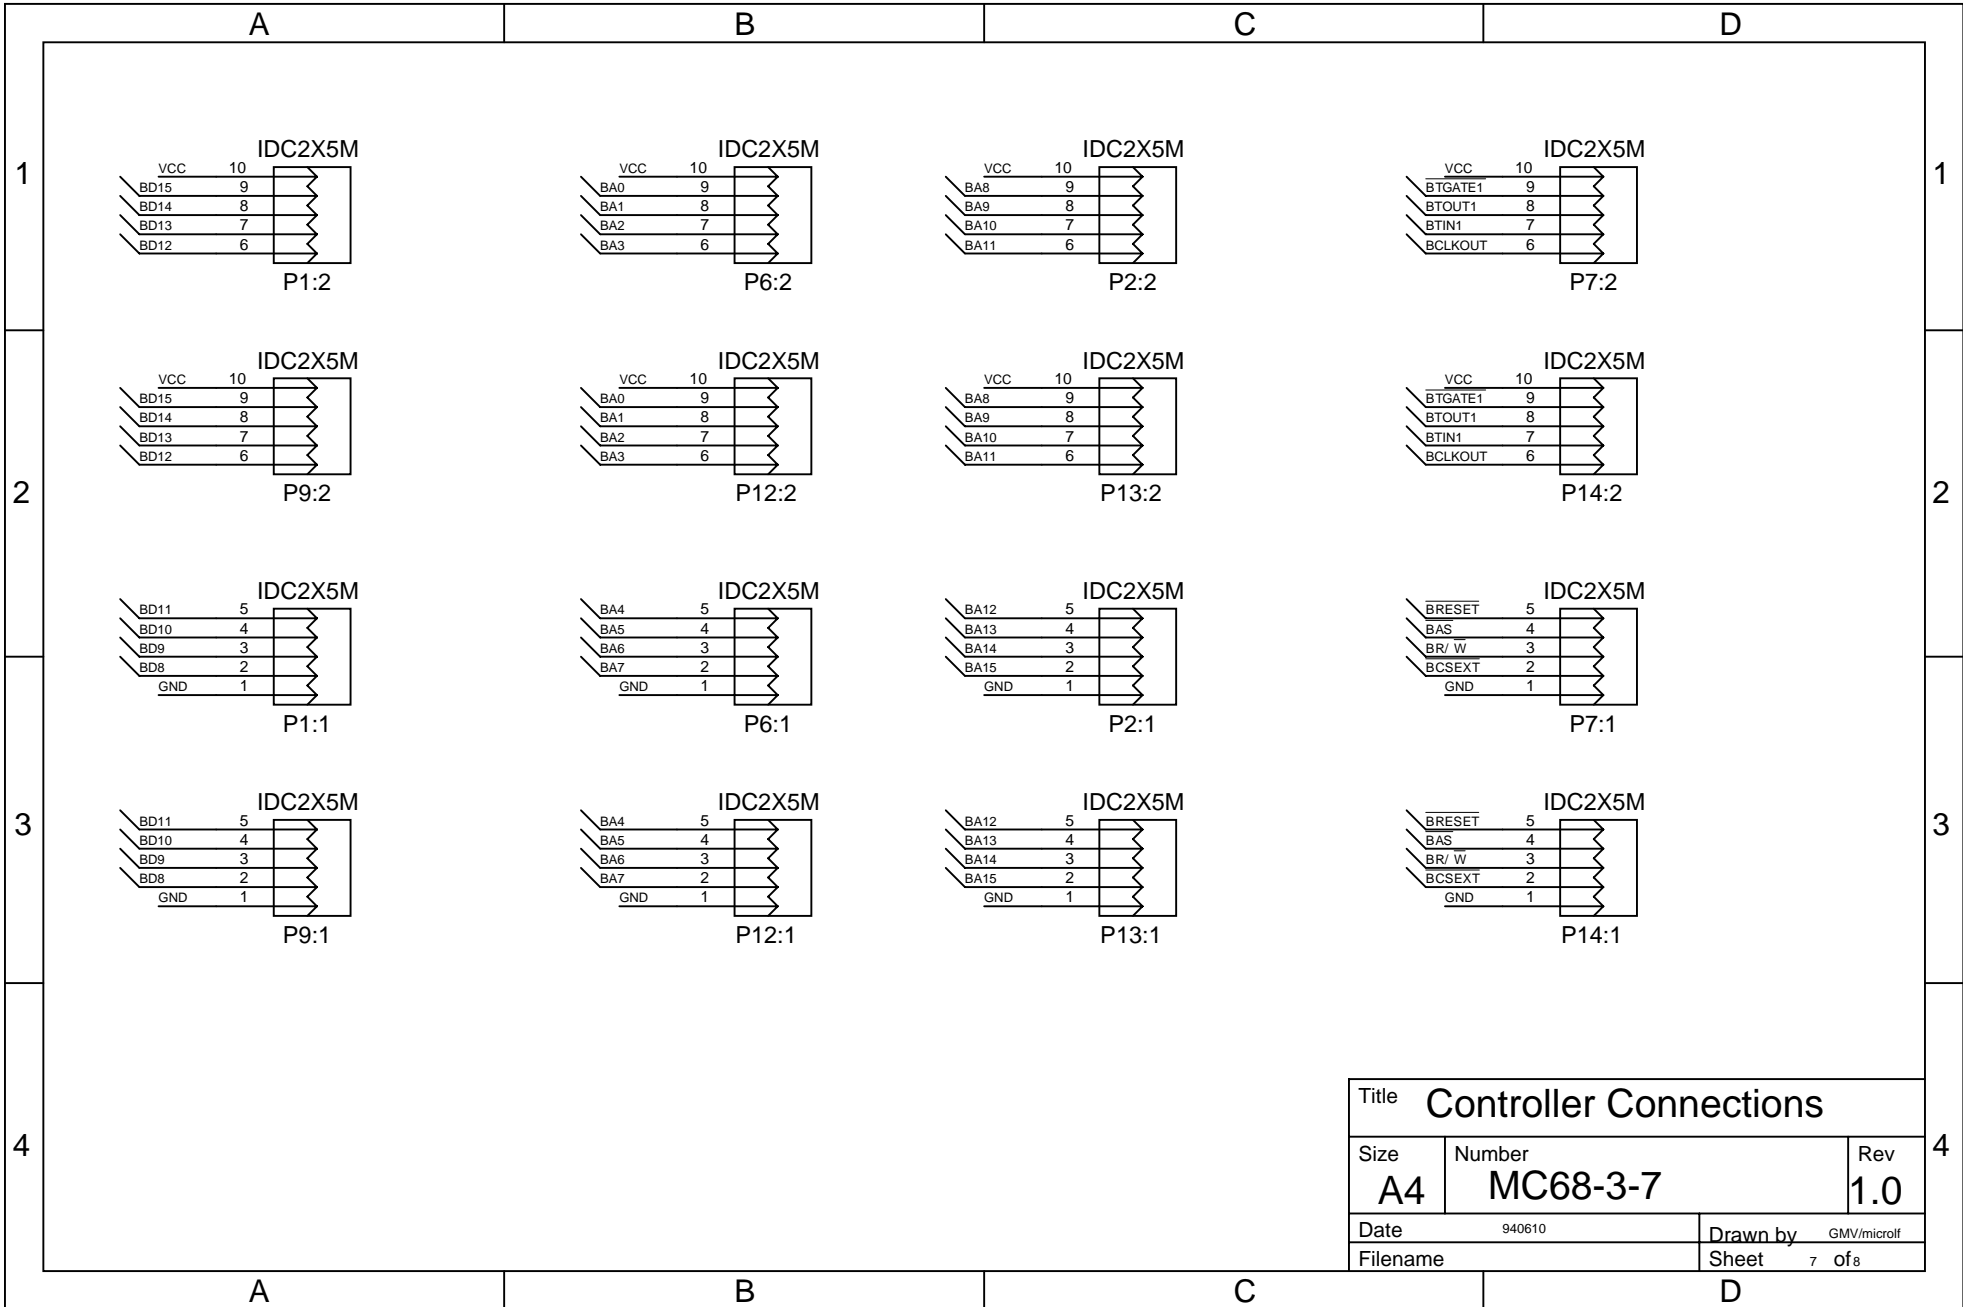 A B C D
1 1
IDC2X5M
VCC 10
BD15 9
BD14 8
BD13 7
BD12 6
P1:2
IDC2X5M
VCC 10
BA0 9
BA1 8
BA2 7
BA3 6
P6:2
IDC2X5M
VCC 10
BA8 9
BA9 8
BA10 7
BA11 6
P2:2
IDC2X5M
VCC 10
BTGATE1 9
BTOUT1 8
BTIN1 7
BCLKOUT 6
P7:2
2 2
IDC2X5M
VCC 10
BD15 9
BD14 8
BD13 7
BD12 6
P9:2
IDC2X5M
VCC 10
BA0 9
BA1 8
BA2 7
BA3 6
P12:2
IDC2X5M
VCC 10
BA8 9
BA9 8
BA10 7
BA11 6
P13:2
IDC2X5M
VCC 10
BTGATE1 9
BTOUT1 8
BTIN1 7
BCLKOUT 6
P14:2
IDC2X5M
BD11 5
BD10 4
BD9 3
BD8 2
GND 1
P1:1
IDC2X5M
BA4 5
BA5 4
BA6 3
BA7 2
GND 1
P6:1
IDC2X5M
BA12 5
BA13 4
BA14 3
BA15 2
GND 1
P2:1
IDC2X5M
BRESET 5
BAS 4
BR/ W 3
BCSEXT 2
GND 1
P7:1
3 3
IDC2X5M
BD11 5
BD10 4
BD9 3
BD8 2
GND 1
P9:1
IDC2X5M
BA4 5
BA5 4
BA6 3
BA7 2
GND 1
P12:1
IDC2X5M
BA12 5
BA13 4
BA14 3
BA15 2
GND 1
P13:1
IDC2X5M
BRESET 5
BAS 4
BR/ W 3
BCSEXT 2
GND 1
P14:1
4 4
Title Controller Connections
Size Number Rev
A4 MC68-3-7 1.0
Date 940610 Drawn by GMV/microlf
Filename Sheet 7 of 8
A B C D